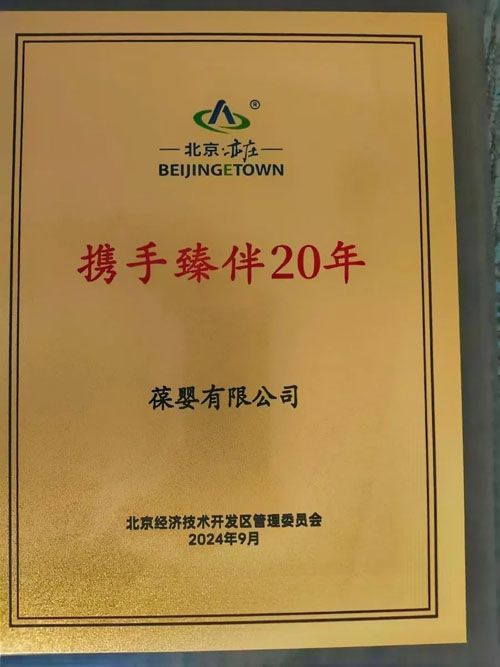 ®
—北京·亦庄—
BEIJINGETOWN
携手臻伴20年
葆婴有限公司
北京经济技术开发区管理委员会
2024年9月